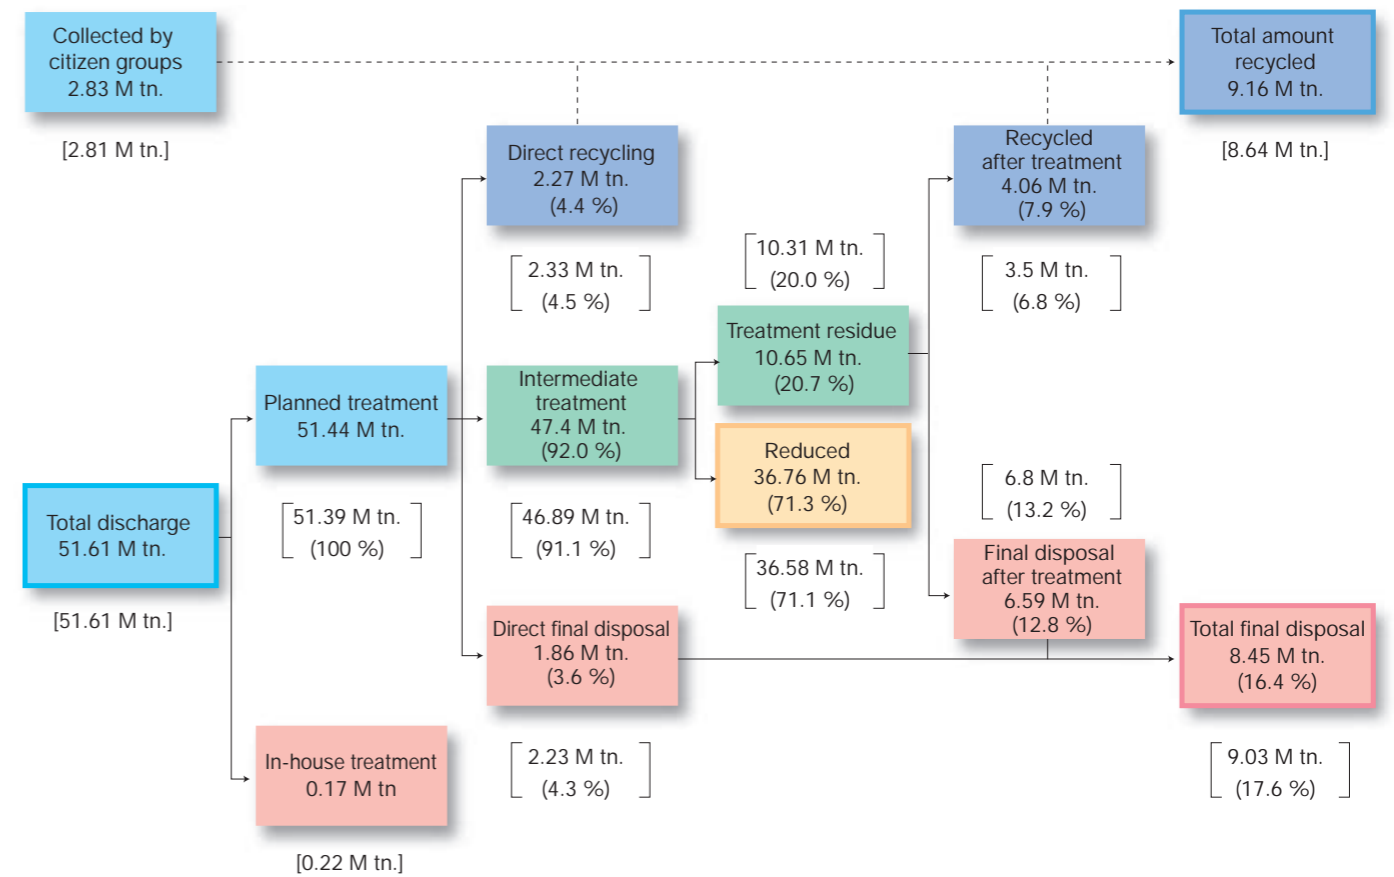 Collected by
citizen groups
2.83 M tn.
[2.81 M tn.]
Total amount
recycled
9.16 M tn.
[8.64 M tn.]
Direct recycling
2.27 M tn.
(4.4 %)
2.33 M tn.
(4.5 %)
Recycled
after treatment
4.06 M tn.
(7.9 %)
3.5 M tn.
(6.8 %)
10.31 M tn.
(20.0 %)
Treatment residue
10.65 M tn.
(20.7 %)
Planned treatment
51.44 M tn.
51.39 M tn.
(100 %)
Intermediate
treatment
47.4 M tn.
(92.0 %)
46.89 M tn.
(91.1 %)
Reduced
36.76 M tn.
(71.3 %)
36.58 M tn.
(71.1 %)
Total discharge
51.61 M tn.
[51.61 M tn.]
6.8 M tn.
(13.2 %)
Final disposal
after treatment
6.59 M tn.
(12.8 %)
Direct final disposal
1.86 M tn.
(3.6 %)
2.23 M tn.
(4.3 %)
Total final disposal
8.45 M tn.
(16.4 %)
9.03 M tn.
(17.6 %)
In-house treatment
0.17 M tn
[0.22 M tn.]